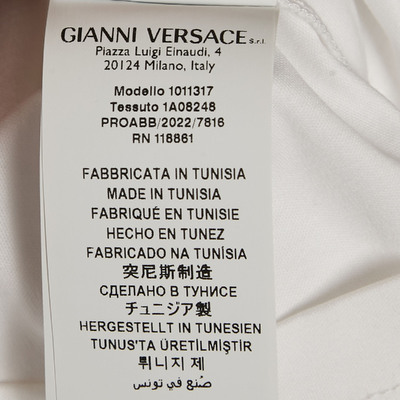 GIANNI VERSACE s.r.l.
Piazza Luigi Einaudi, 4
20124 Milano, Italy
Modello 1011317
Tessuto 1A08248
PROABB/2022/7816
RN 118861
FABBRICATA IN TUNISIA
MADE IN TUNISIA
FABRIQUÉ EN TUNISIE
HECHO EN TUNEZ
FABRICADO NA TUNÍSIA
突尼斯制造
СДЕЛАНО В ТУНИСЕ
チュニジア製
HERGESTELLT IN TUNESIEN
TUNUS'TA ÜRETİLMİŞTİR
튀니지 제
صُنع في تونس